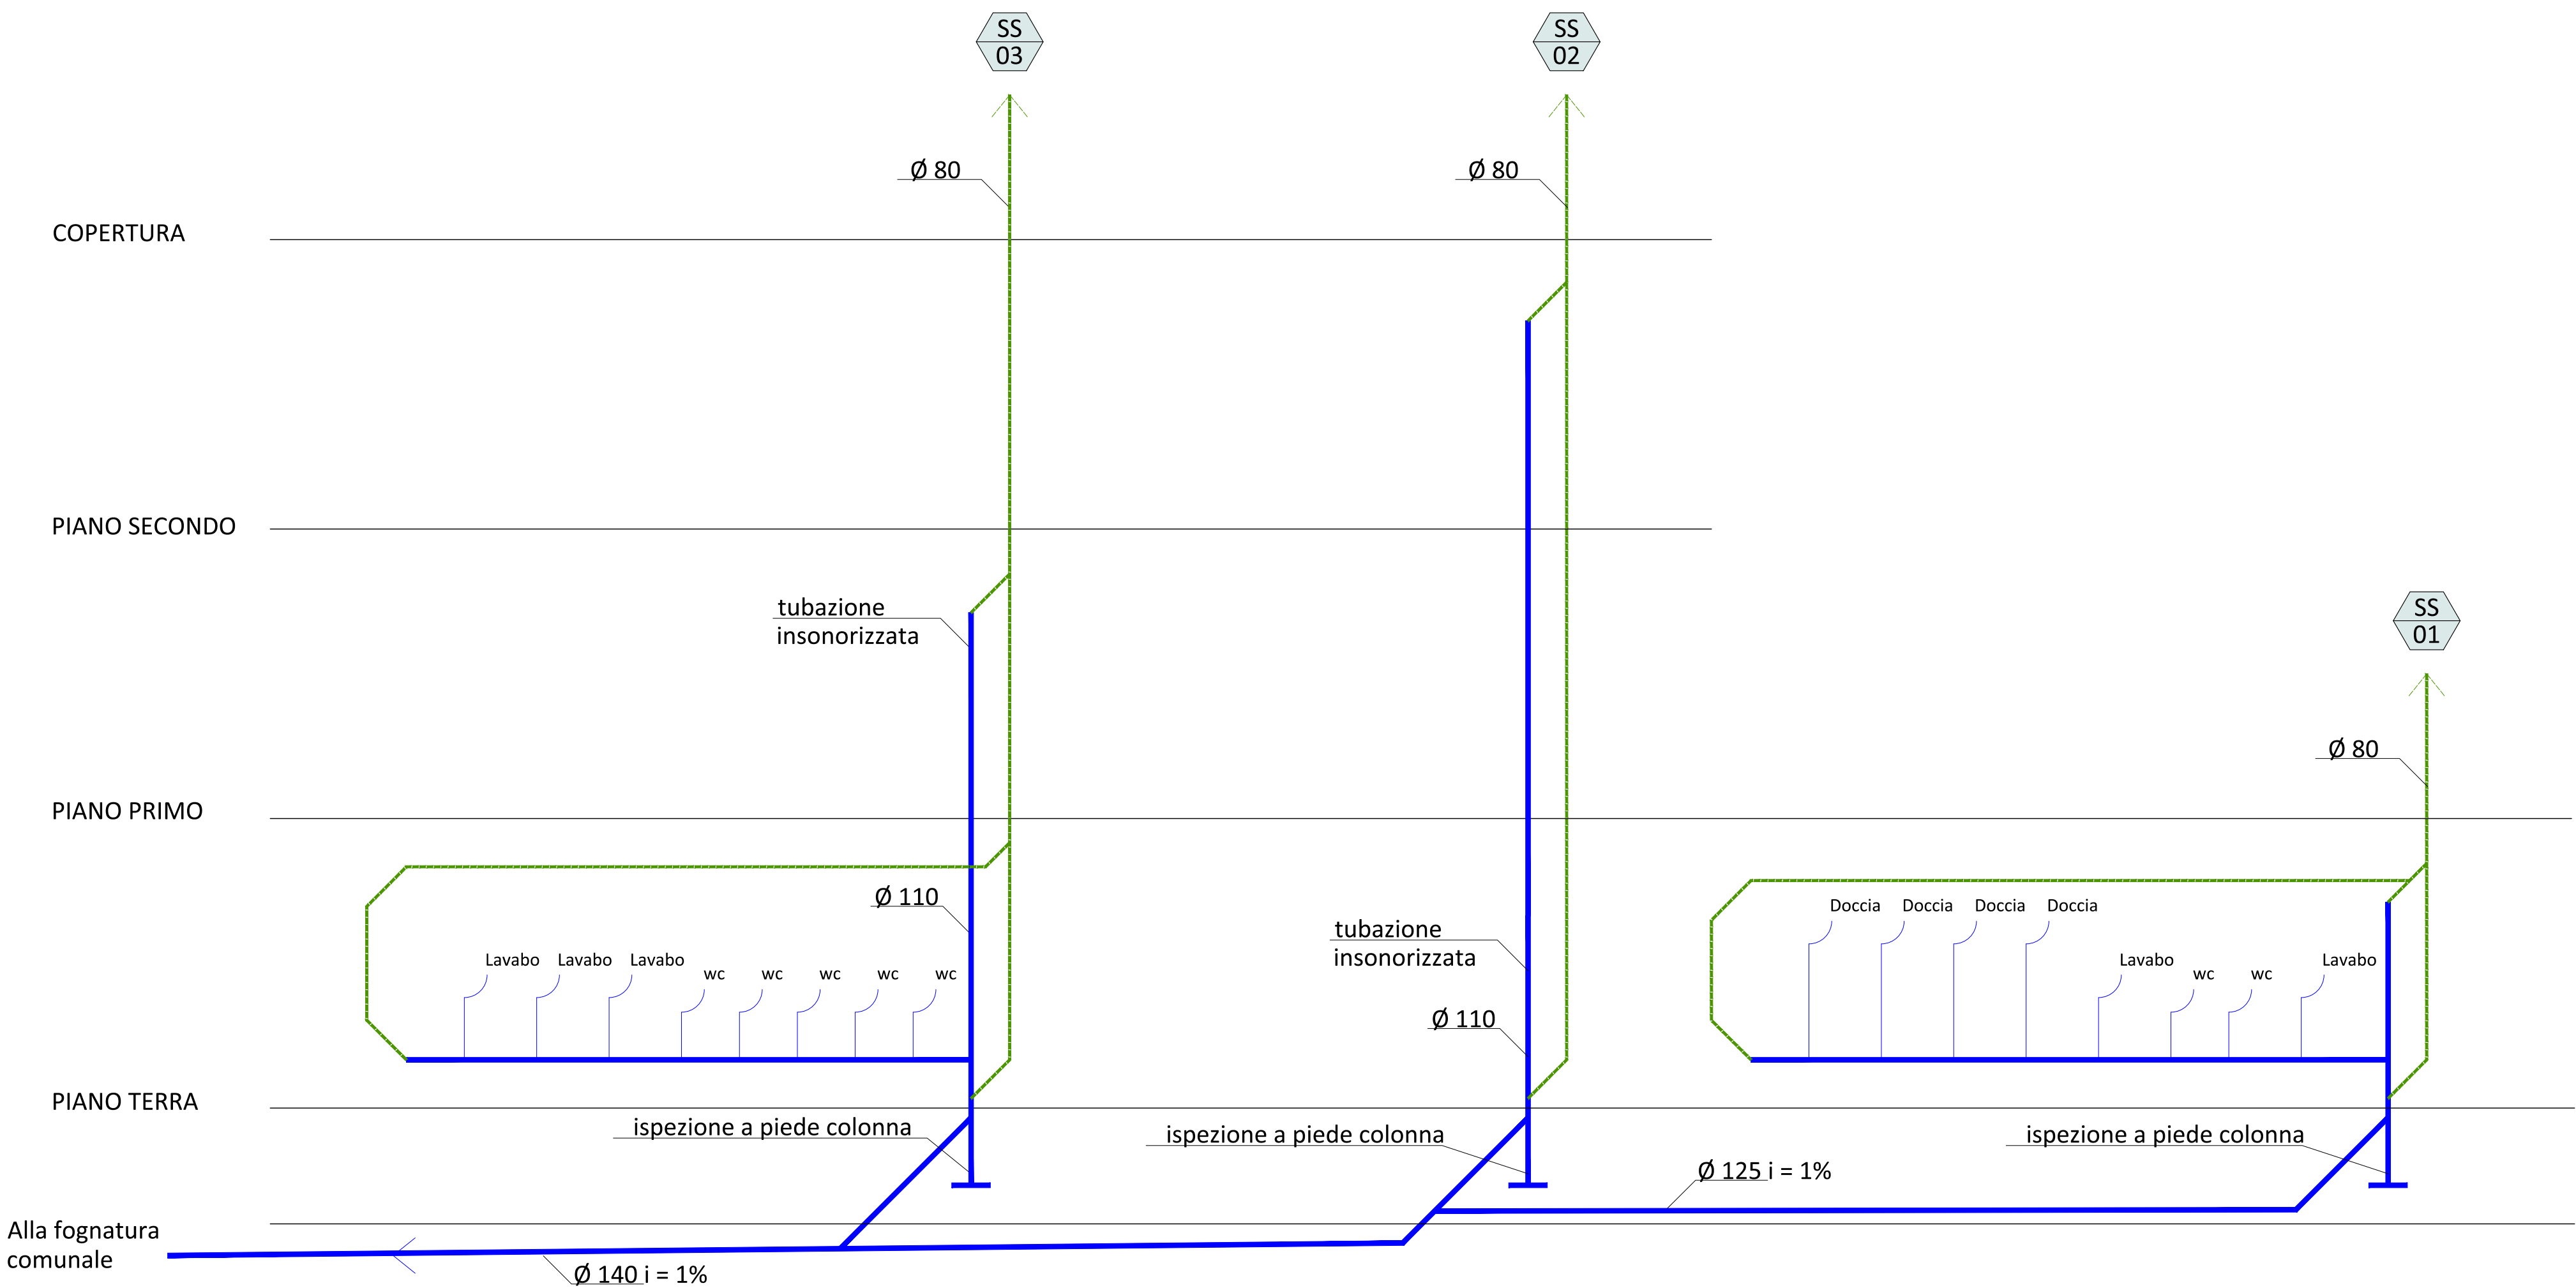 SS
03
SS
02
Ø 80
Ø 80
COPERTURA
PIANO SECONDO
tubazione
insonorizzata
SS
01
Ø 80
PIANO PRIMO
Ø 110
Doccia Doccia Doccia Doccia
tubazione
insonorizzata
Lavabo Lavabo Lavabo wc wc wc wc wc
Lavabo wc wc Lavabo
Ø 110
PIANO TERRA
ispezione a piede colonna
ispezione a piede colonna
ispezione a piede colonna
Ø 125 i = 1%
Alla fognatura
comunale
Ø 140 i = 1%